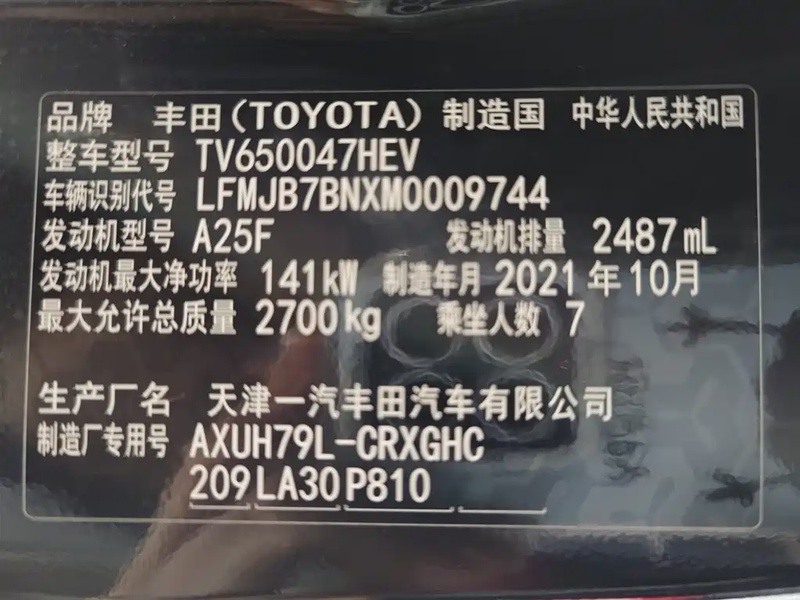 品牌 丰田(TOYOTA) 制造国 中华人民共和国
整车型号 TV650047HEV
车辆识别代号 LFMJB7BNXM0009744
发动机型号 A25F 发动机排量 2487mL
发动机最大净功率 141kW 制造年月 2021年10月
最大允许总质量 2700kg 乘坐人数 7
生产厂名 天津一汽丰田汽车有限公司
制造厂专用号 AXUH79L-CRXGHC
209 LA30 P810